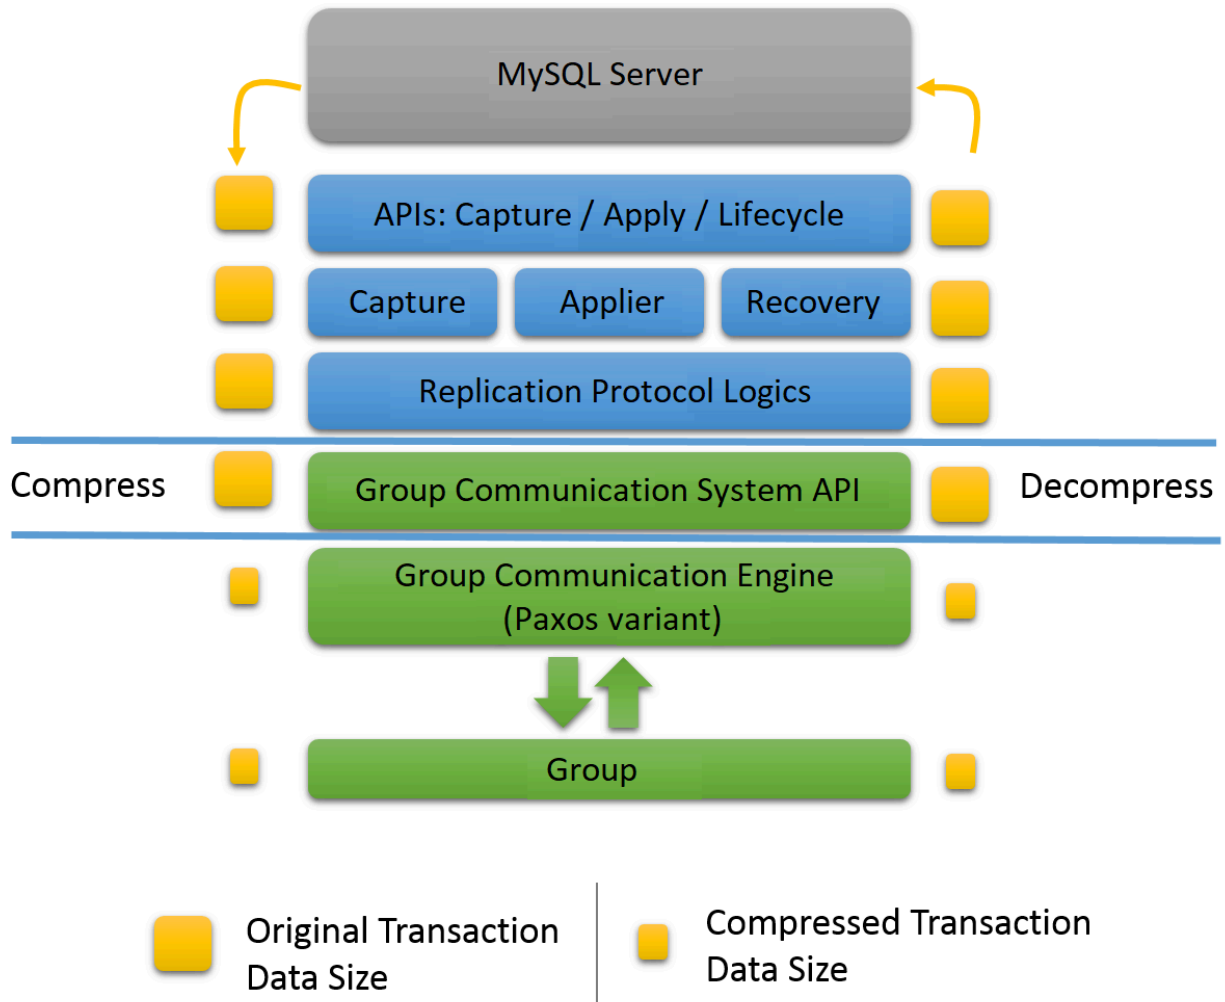 MySQL Server
APIs: Capture / Apply / Lifecycle
Capture
Applier
Recovery
Replication Protocol Logics
Compress
Group Communication System API
Decompress
Group Communication Engine
(Paxos variant)
Group
Original Transaction
Data Size
Compressed Transaction
Data Size